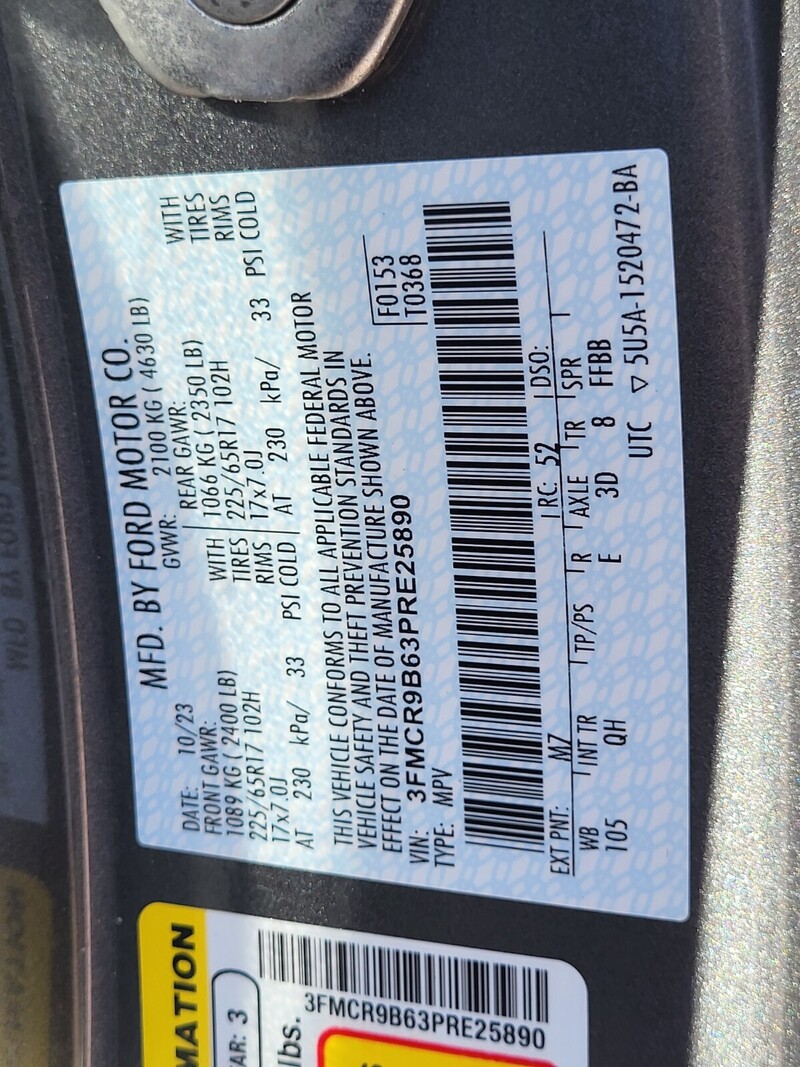 MFD. BY FORD MOTOR CO.
DATE: 10/23 GVWR: 2100 KG ( 4630 LB)
FRONT GAWR: REAR GAWR:
1089 KG ( 2400 LB) WITH 1066 KG ( 2350 LB) WITH
225/65R17 102H TIRES 225/65R17 102H TIRES
17x7.0J RIMS 17x7.0J RIMS
AT 230 kPa/ 33 PSI COLD AT 230 kPa/ 33 PSI COLD
THIS VEHICLE CONFORMS TO ALL APPLICABLE FEDERAL MOTOR
VEHICLE SAFETY AND THEFT PREVENTION STANDARDS IN
EFFECT ON THE DATE OF MANUFACTURE SHOWN ABOVE.
VIN: 3FMCR9B63PRE25890 F0153
TYPE: MPV T0368
EXT PNT: M7 RC: 52 DSO:
WB INT TR TP/PS R AXLE TR SPR
105 QH E 3D 8 FFBB
UTC ▽ 5U5A-1520472-BA
MATION
AR: 3
lbs.
3FMCR9B63PRE25890